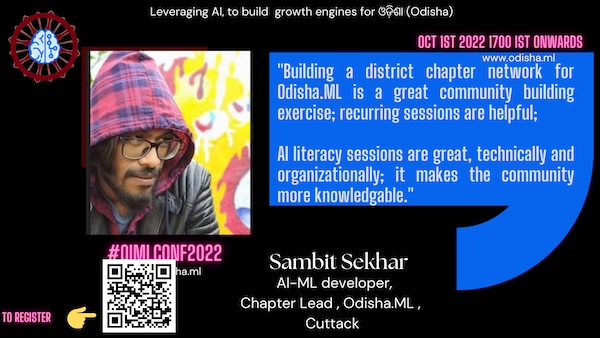 Leveraging AI, to build growth engines for ଓଡ଼ିଶା (Odisha)
OCT 1ST 2022 1700 IST ONWARDS
www.odisha.ml
"Building a district chapter network for
Odisha.ML is a great community building
exercise; recurring sessions are helpful;
AI literacy sessions are great, technically and
organizationally; it makes the community
more knowledgable."
#OIMLCONF2022
ha.ml
Sambit Sekhar
AI-ML developer,
Chapter Lead , Odisha.ML ,
Cuttack
TO REGISTER